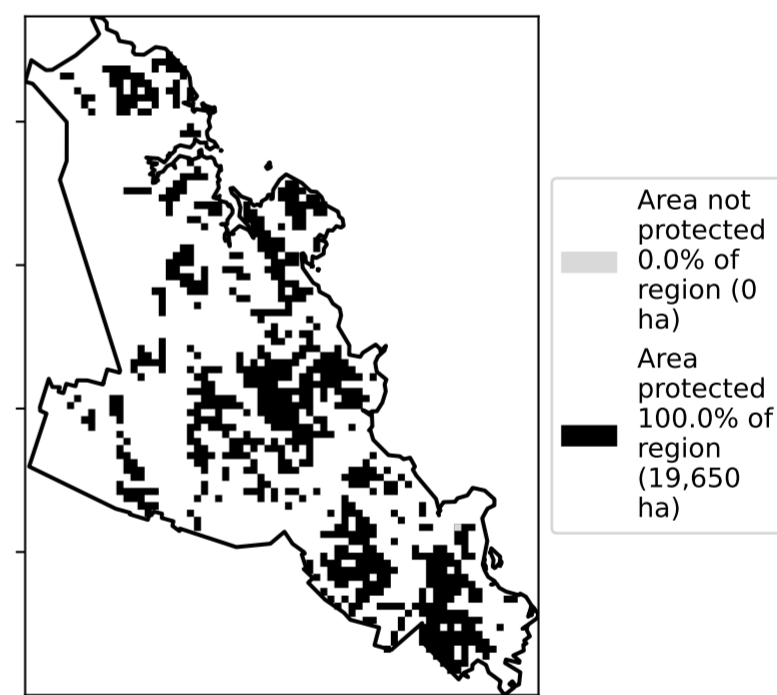 Area not
protected
0.0% of
region (0
ha)
Area
protected
100.0% of
region
(19,650
ha)